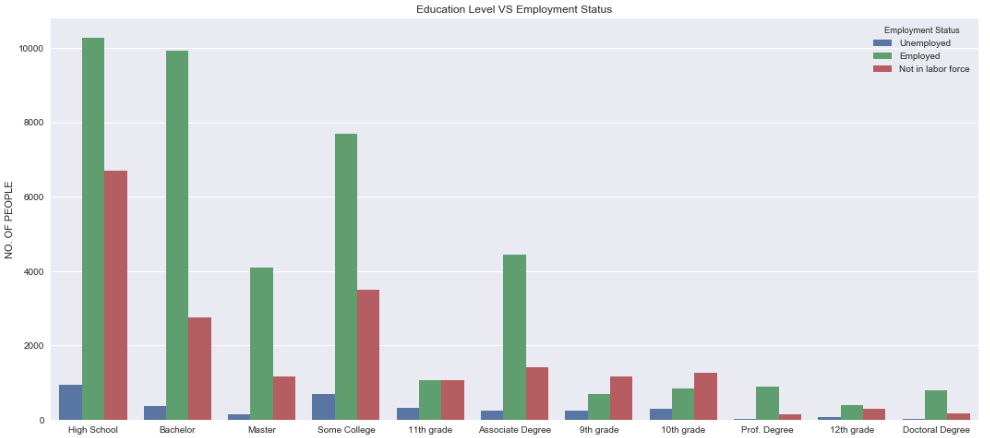 Education Level VS Employment Status
Employment Status
Unemployed
Employed
Not in labor force
NO. OF PEOPLE
10000
8000
6000
4000
2000
0
High School Bachelor Master Some College 11th grade Associate Degree 9th grade 10th grade Prof. Degree 12th grade Doctoral Degree